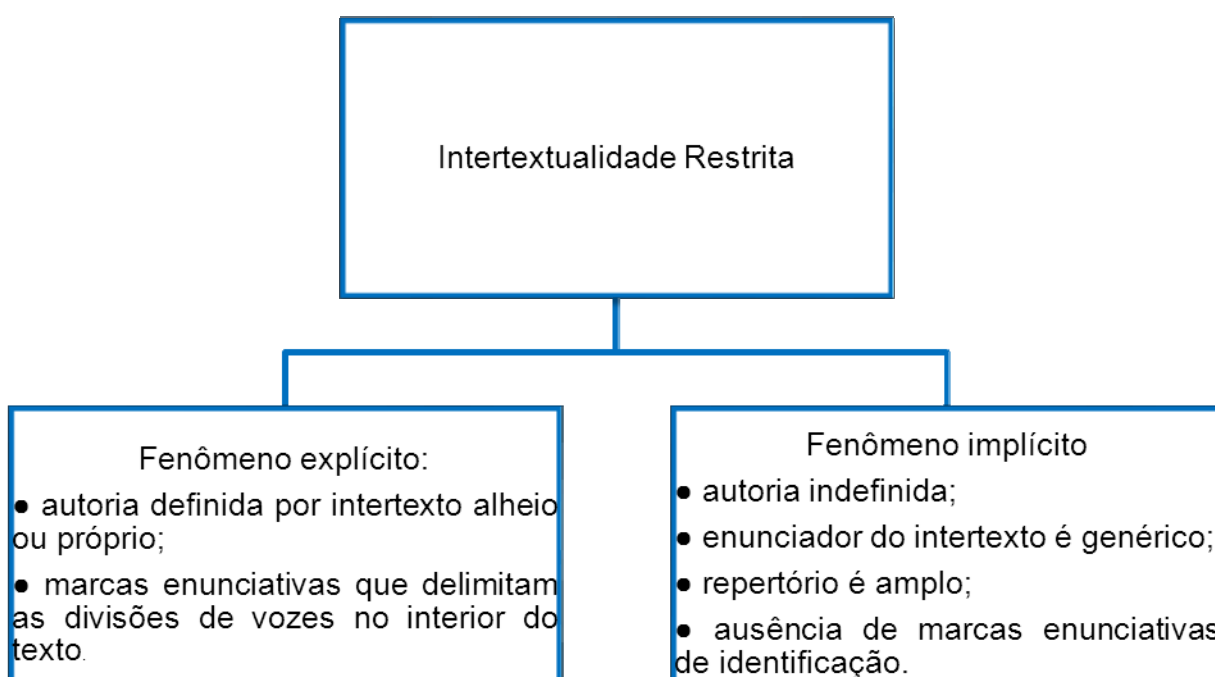 Intertextualidade Restrita
Fenômeno explícito:
● autoria definida por intertexto alheio
ou próprio;
● marcas enunciativas que delimitam
as divisões de vozes no interior do
texto.
Fenômeno implícito
● autoria indefinida;
● enunciador do intertexto é genérico;
● repertório é amplo;
● ausência de marcas enunciativas
de identificação.